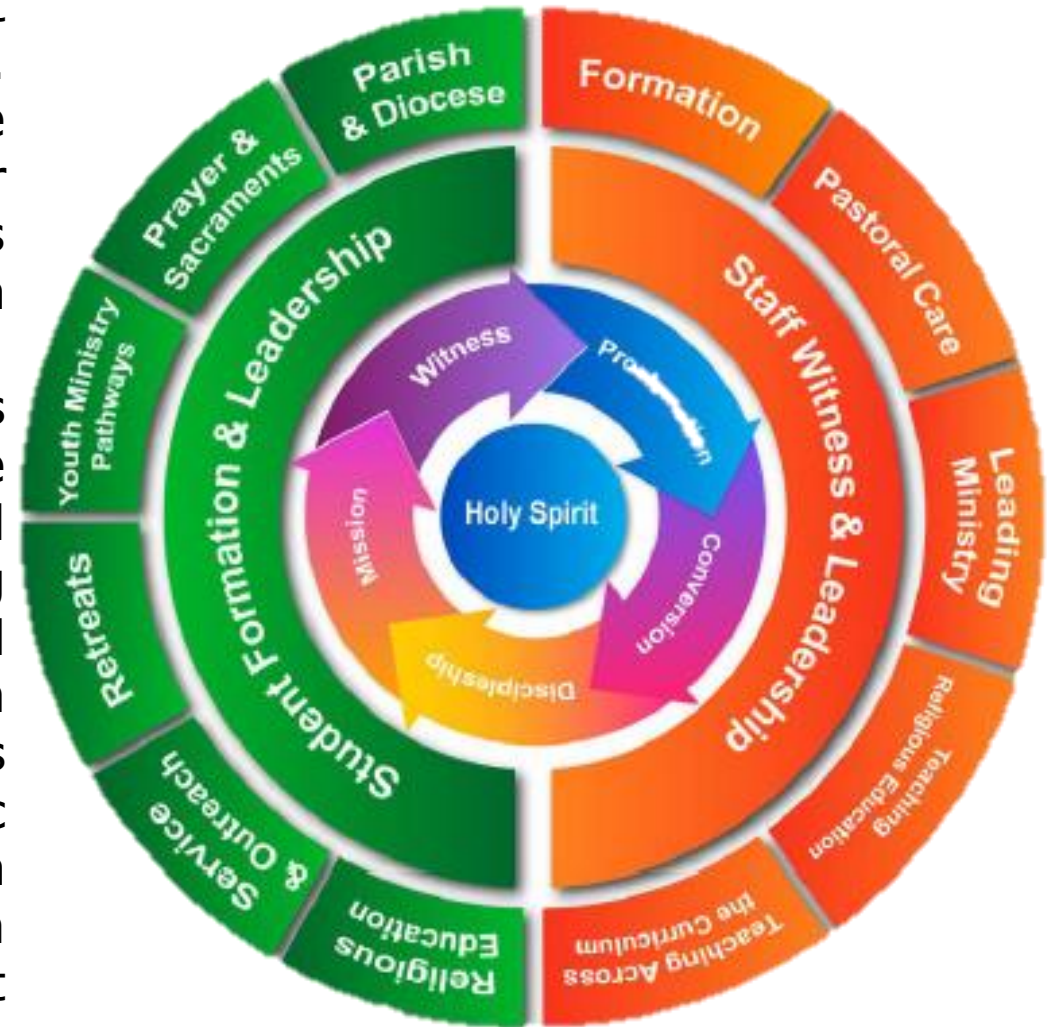 Parish
& Diocese
Prayer &
Sacraments
Youth Ministry
Pathways
Retreats
Service
& Outreach
Religious
Education
Formation
Pastoral Care
Leading
Ministry
Teaching
Religious Education
Teaching Across
the Curriculum
Student Formation & Leadership
Staff Witness & Leadership
Witness
Conversion
Discipleship
Mission
Holy Spirit